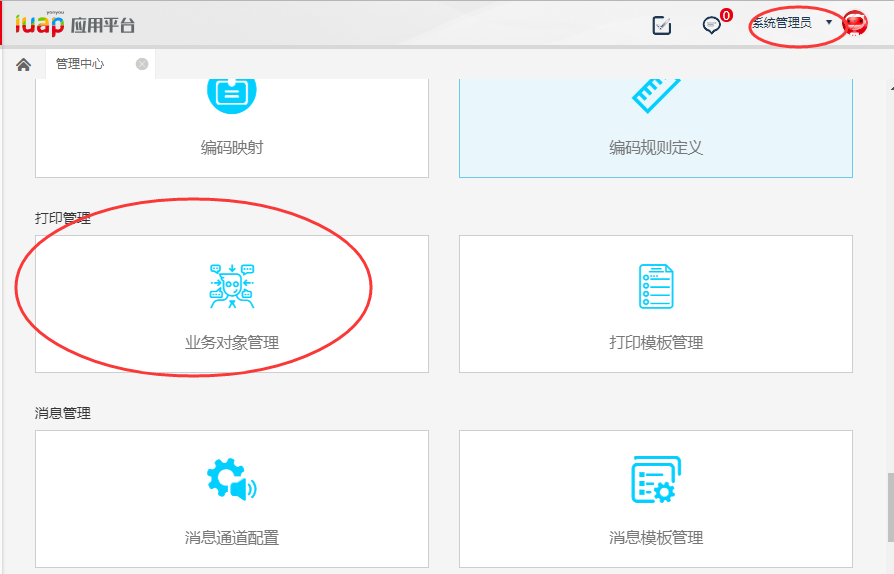 yonyou
iuap 应用平台
0
系统管理员
管理中心
编码映射
编码规则定义
打印管理
业务对象管理
打印模板管理
消息管理
消息通道配置
消息模板管理